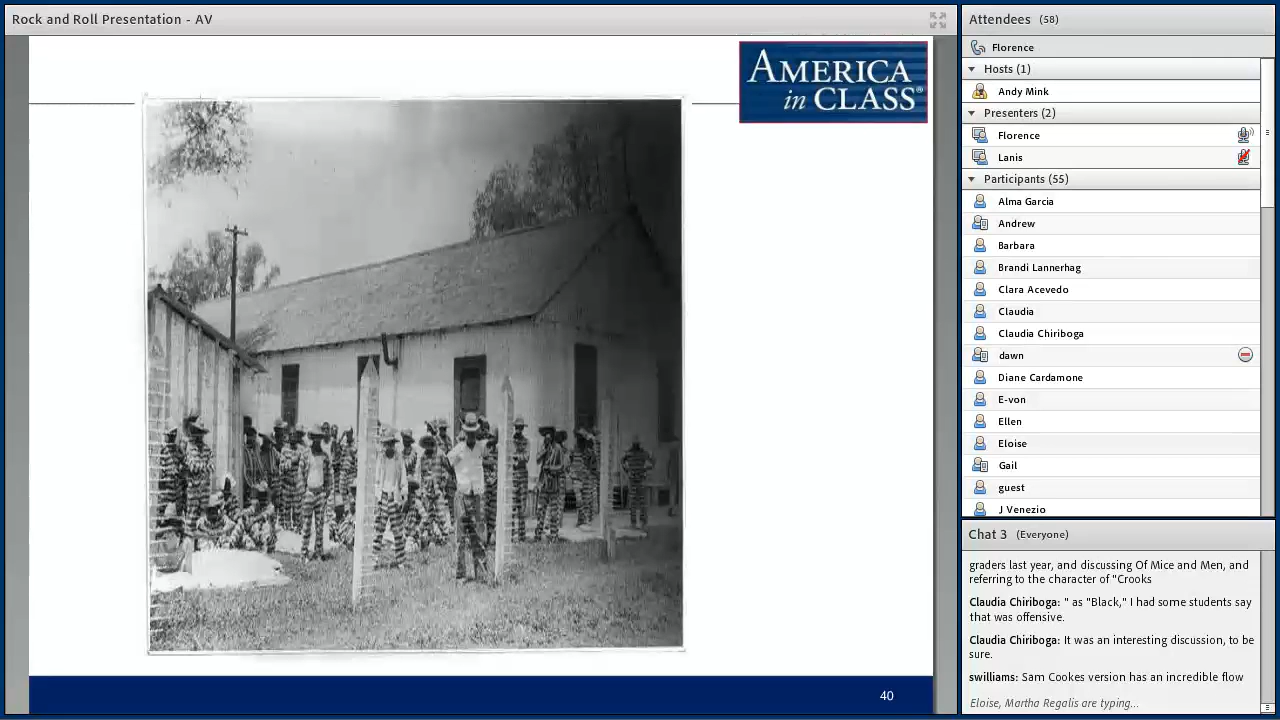 Rock and Roll Presentation - AV
AMERICA
in CLASS®
40
Attendees (58)
Florence
Hosts (1)
Andy Mink
Presenters (2)
Florence
Lanis
Participants (55)
Alma Garcia
Andrew
Barbara
Brandi Lannerhag
Clara Acevedo
Claudia
Claudia Chiriboga
dawn
Diane Cardamone
E-von
Ellen
Eloise
Gail
guest
J Venezio
Chat 3 (Everyone)
graders last year, and discussing Of Mice and Men, and
referring to the character of "Crooks
Claudia Chiriboga: " as "Black," I had some students say
that was offensive.
Claudia Chiriboga: It was an interesting discussion, to be
sure.
swilliams: Sam Cookes version has an incredible flow
Eloise, Martha Regalis are typing...